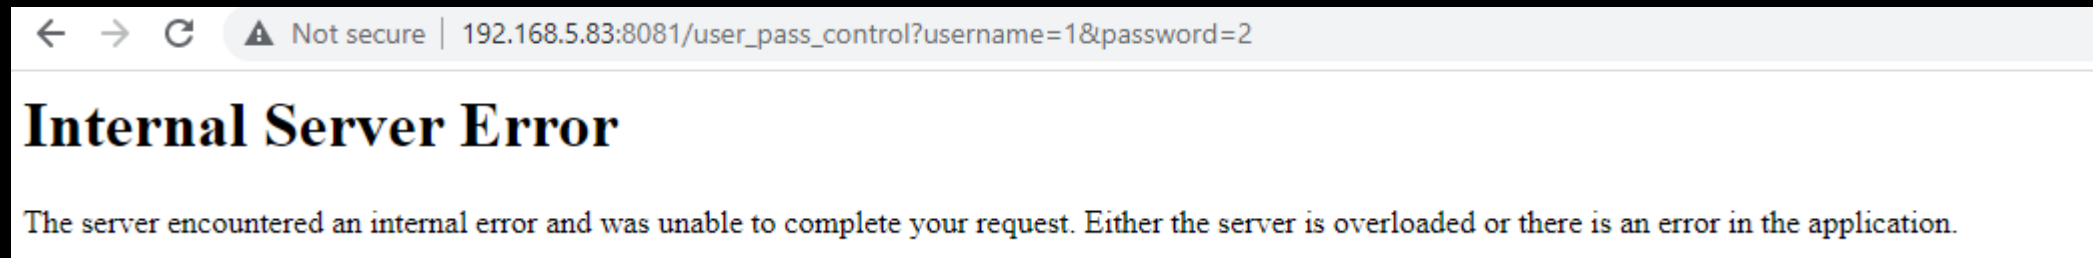 Not secure | 192.168.5.83:8081/user_pass_control?username=1&password=2
Internal Server Error
The server encountered an internal error and was unable to complete your request. Either the server is overloaded or there is an error in the application.